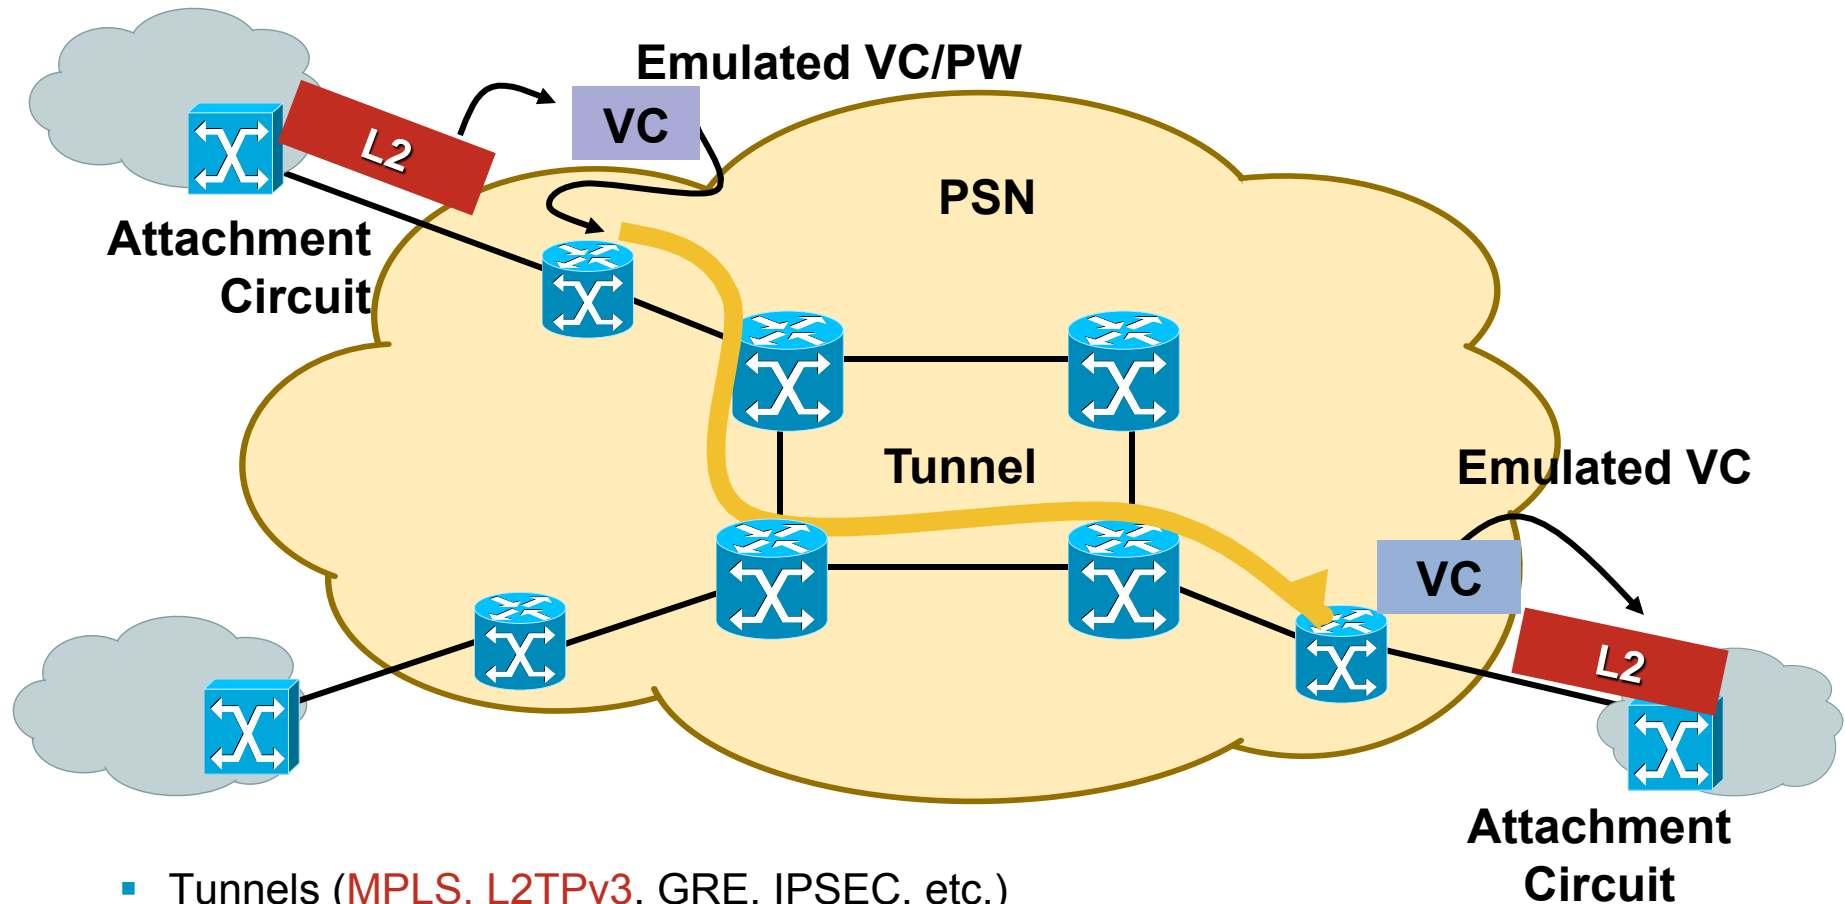 Emulated VC/PW
VC
L2
PSN
Attachment
Circuit
Tunnel
Emulated VC
VC
L2
Attachment
Circuit
▪ Tunnels (MPLS, L2TPv3, GRE, IPSEC, etc.)